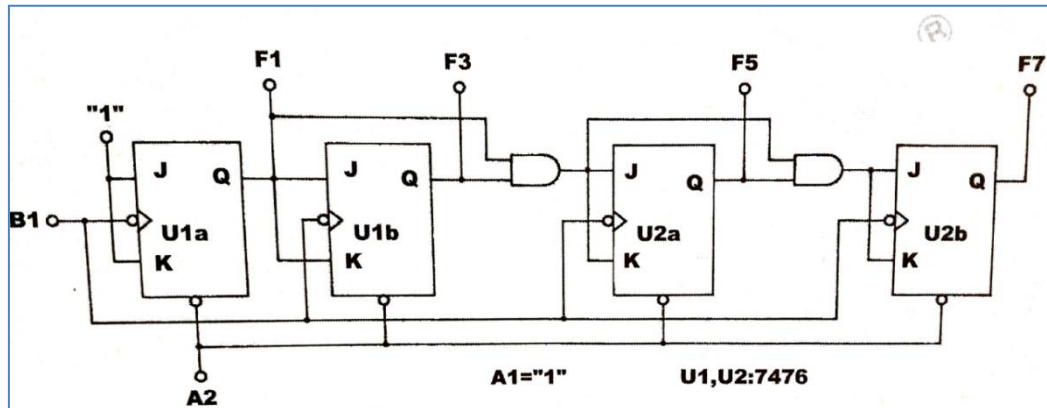 ®
F1
F3
F5
F7
"1"
J Q
J Q
J Q
J Q
B1
U1a
U1b
U2a
U2b
K
K
K
K
A2
A1="1"
U1,U2:7476